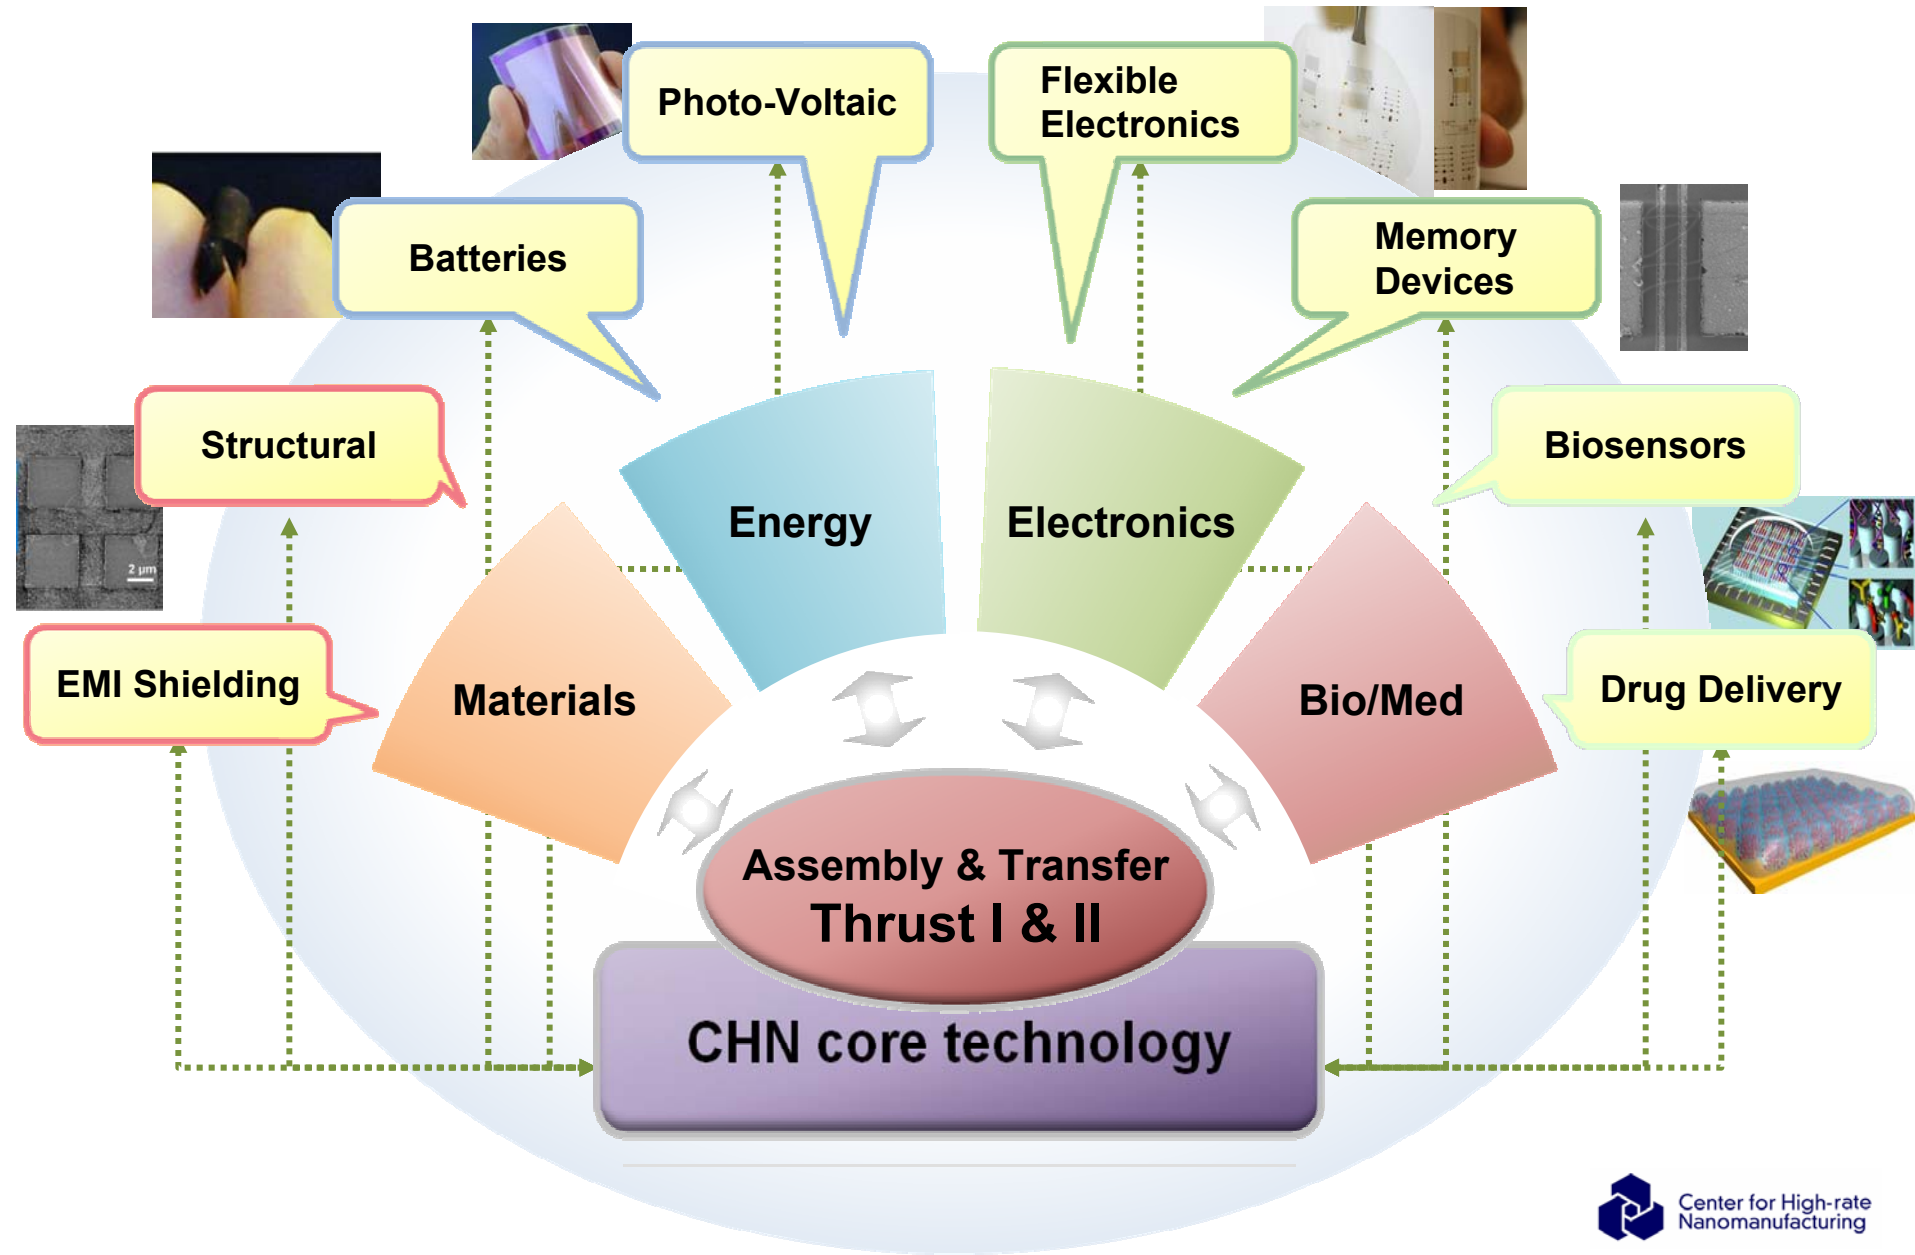 Photo-Voltaic
Flexible
Electronics
Batteries
Memory
Devices
Structural
Biosensors
2 µm
Energy
Electronics
EMI Shielding
Materials
Bio/Med
Drug Delivery
Assembly & Transfer
Thrust I & II
CHN core technology
Center for High-rate
Nanomanufacturing